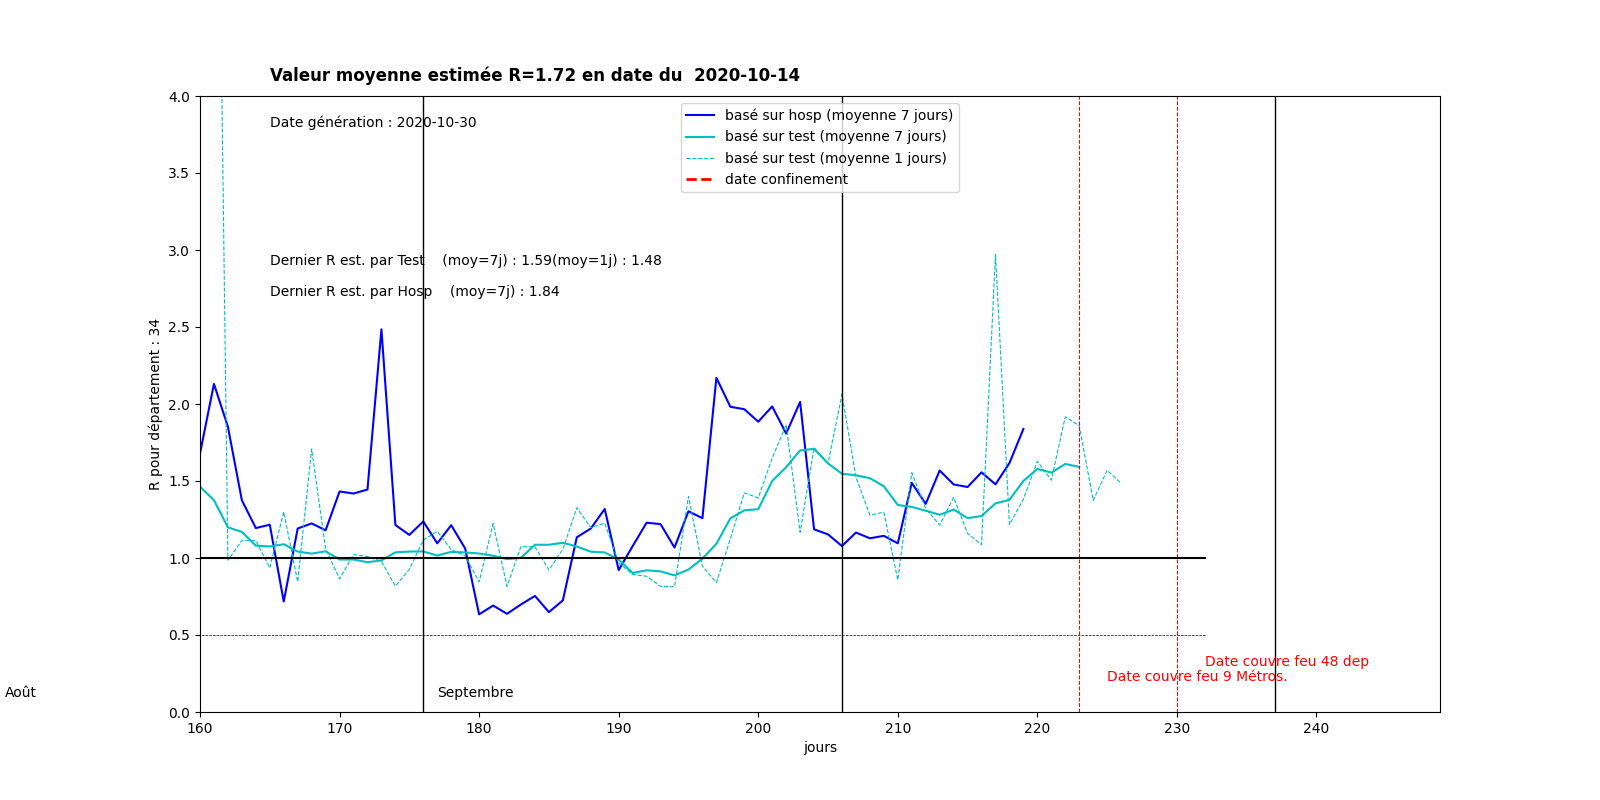 Valeur moyenne estimée R=1.72 en date du  2020-10-14
4.0
3.5
3.0
2.5
2.0
1.5
1.0
0.5
0.0
R pour département : 34
Date génération : 2020-10-30
basé sur hosp (moyenne 7 jours)
basé sur test (moyenne 7 jours)
basé sur test (moyenne 1 jours)
date confinement
Dernier R est. par Test    (moy=7j) : 1.59(moy=1j) : 1.48
Dernier R est. par Hosp    (moy=7j) : 1.84
Date couvre feu 48 dep
Date couvre feu 9 Métros.
Août
Septembre
160 170 180 190 200 210 220 230 240
jours